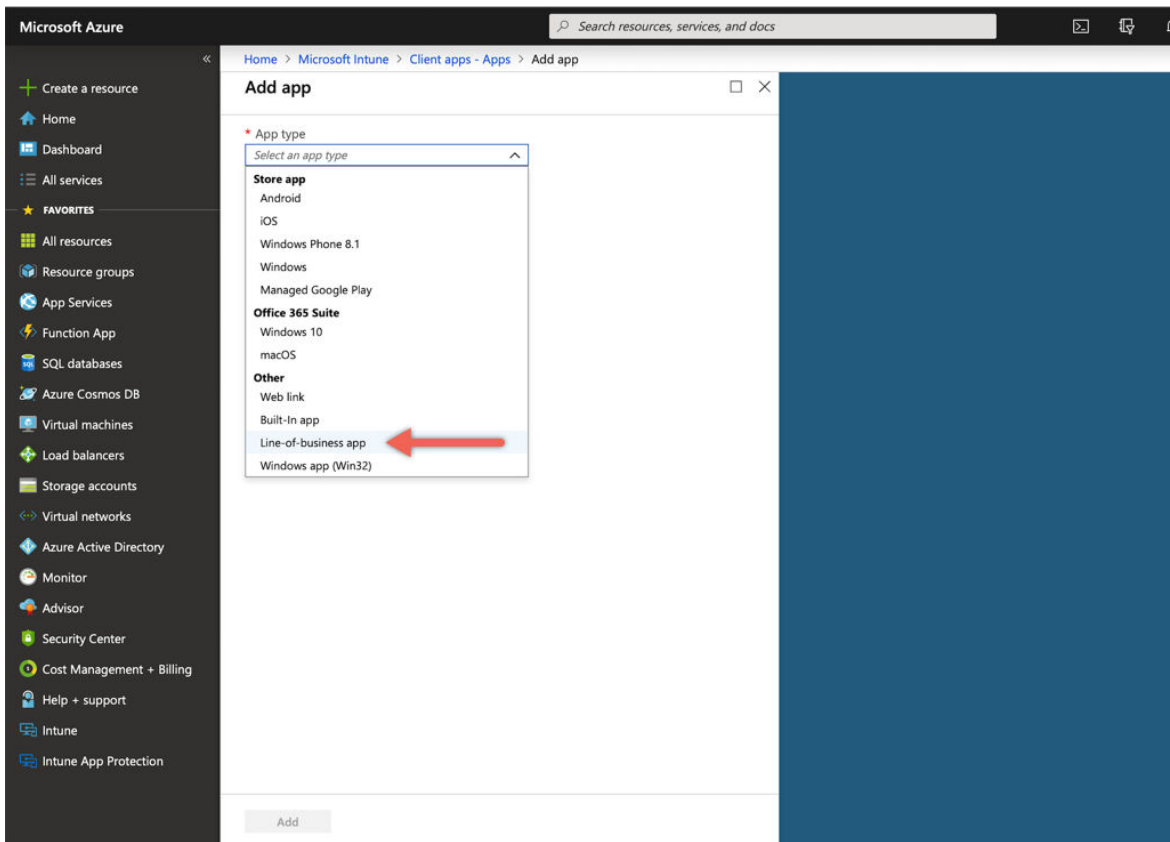 Microsoft Azure
Search resources, services, and docs
Home > Microsoft Intune > Client apps - Apps > Add app
Create a resource
Home
Dashboard
All services
FAVORITES
All resources
Resource groups
App Services
Function App
SQL databases
Azure Cosmos DB
Virtual machines
Load balancers
Storage accounts
Virtual networks
Azure Active Directory
Monitor
Advisor
Security Center
Cost Management + Billing
Help + support
Intune
Intune App Protection
Add app
* App type
Select an app type
Store app
Android
iOS
Windows Phone 8.1
Windows
Managed Google Play
Office 365 Suite
Windows 10
macOS
Other
Web link
Built-In app
Line-of-business app
Windows app (Win32)
Add